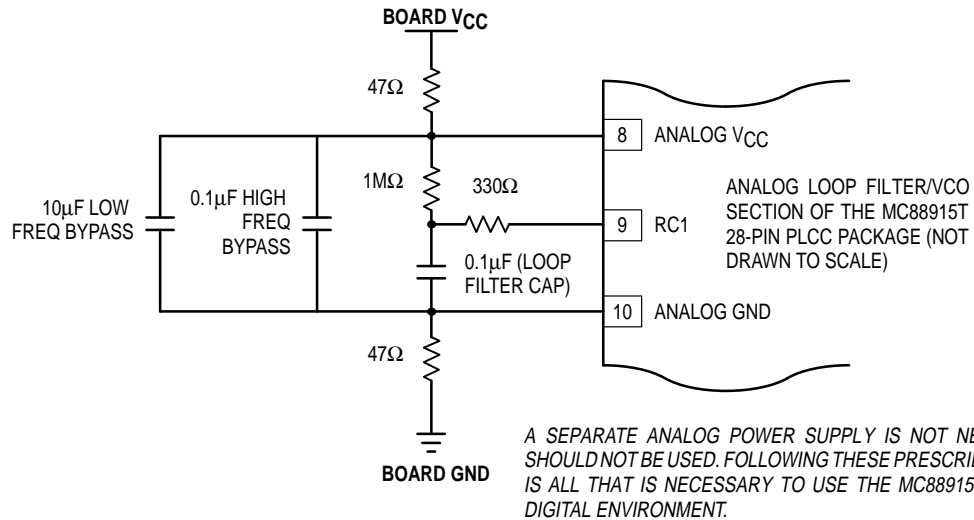 BOARD VCC
47Ω
8 ANALOG VCC
1MΩ
330Ω
10µF LOW
FREQ BYPASS
0.1µF HIGH
FREQ
BYPASS
9 RC1
ANALOG LOOP FILTER/VCO
SECTION OF THE MC88915T
28-PIN PLCC PACKAGE (NOT
DRAWN TO SCALE)
0.1µF (LOOP
FILTER CAP)
10 ANALOG GND
47Ω
BOARD GND
A SEPARATE ANALOG POWER SUPPLY IS NOT NE
SHOULD NOT BE USED. FOLLOWING THESE PRESCRI
IS ALL THAT IS NECESSARY TO USE THE MC88915
DIGITAL ENVIRONMENT.